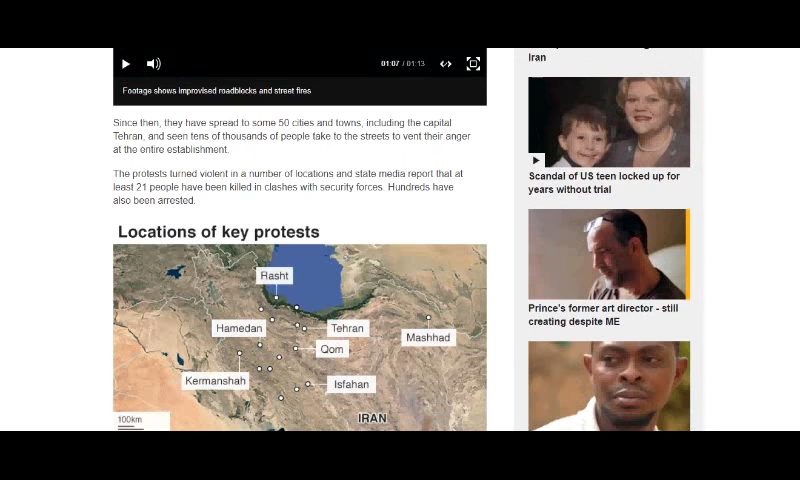 01:07 / 01:13
Footage shows improvised roadblocks and street fires
Since then, they have spread to some 50 cities and towns, including the capital
Tehran, and seen tens of thousands of people take to the streets to vent their anger
at the entire establishment.
The protests turned violent in a number of locations and state media report that at
least 21 people have been killed in clashes with security forces. Hundreds have
also been arrested.
Locations of key protests
Rasht
Hamedan
Tehran
Mashhad
Qom
Kermanshah
Isfahan
IRAN
100km
Iran
Scandal of US teen locked up for
years without trial
Prince's former art director - still
creating despite ME